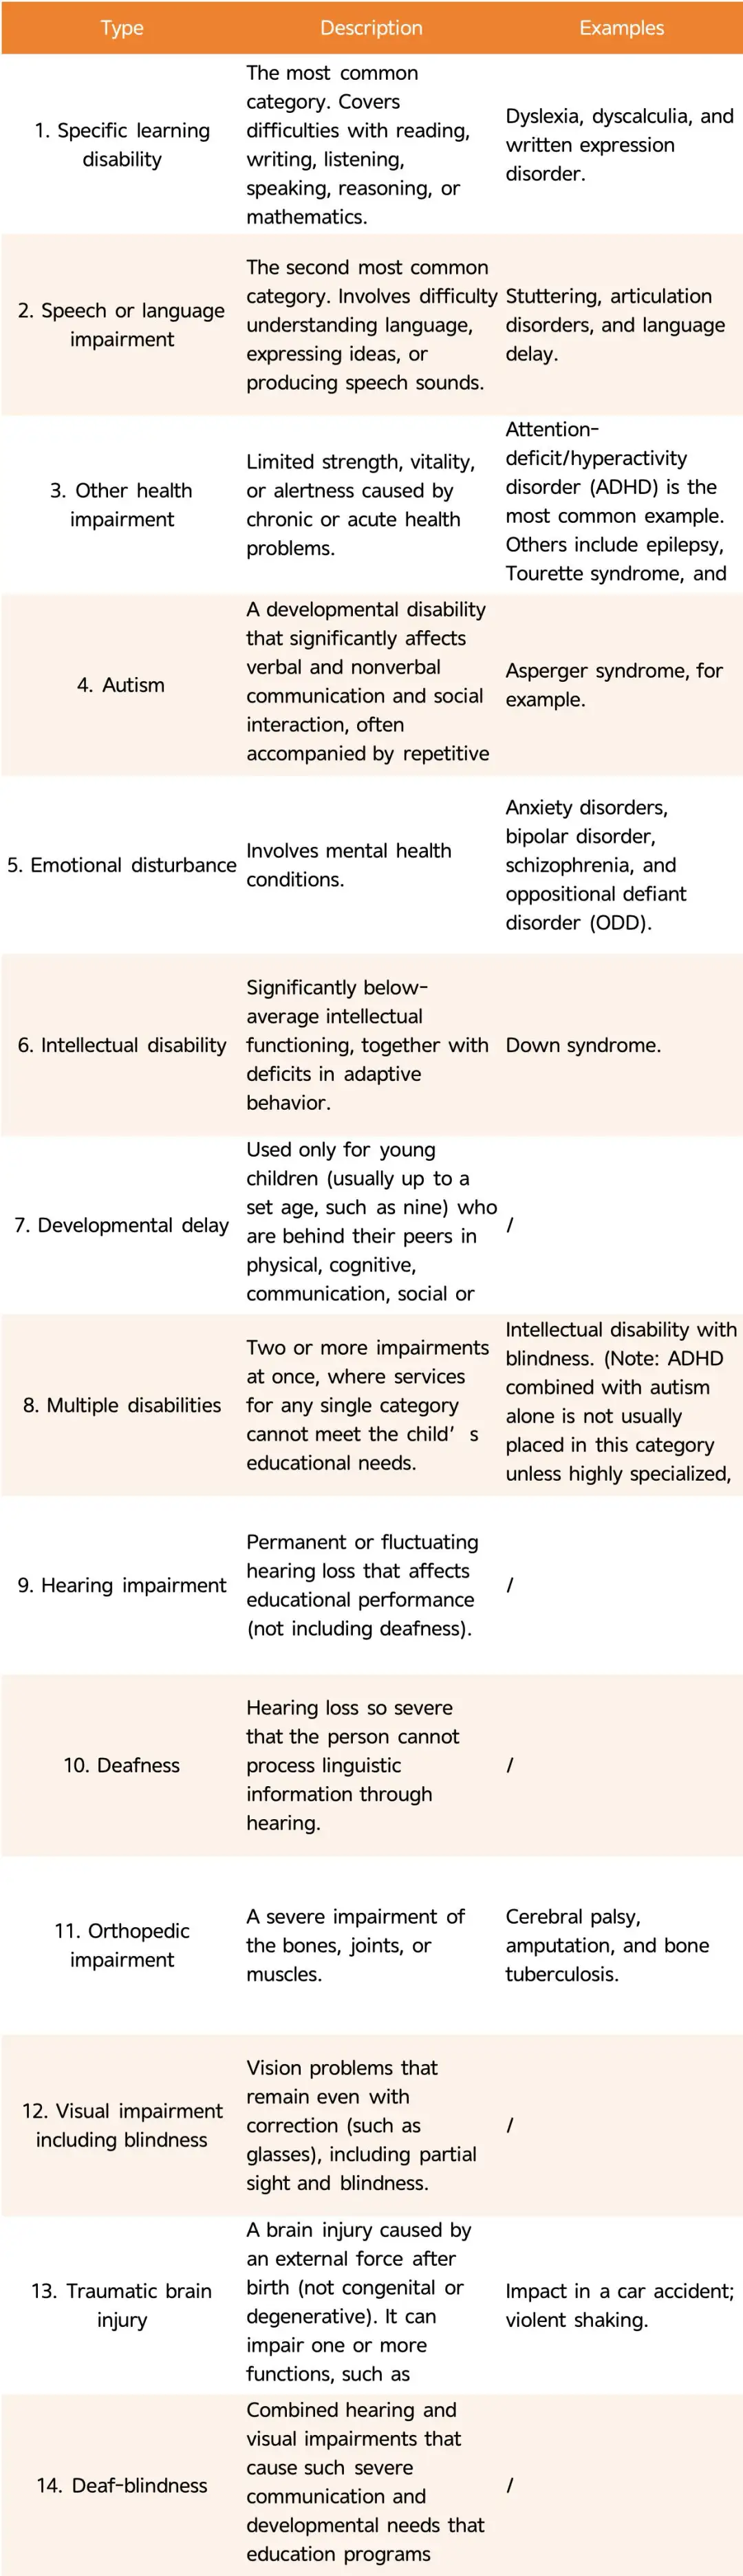 Type
Description
Examples
1. Specific learning
disability
The most common
category. Covers
difficulties with reading,
writing, listening,
speaking, reasoning, or
mathematics.
Dyslexia, dyscalculia, and
written expression
disorder.
2. Speech or language
impairment
The second most common
category. Involves difficulty
understanding language,
expressing ideas, or
producing speech sounds.
Stuttering, articulation
disorders, and language
delay.
3. Other health
impairment
Limited strength, vitality,
or alertness caused by
chronic or acute health
problems.
Attention-
deficit/hyperactivity
disorder (ADHD) is the
most common example.
Others include epilepsy,
Tourette syndrome, and
4. Autism
A developmental disability
that significantly affects
verbal and nonverbal
communication and social
interaction, often
accompanied by repetitive
Asperger syndrome, for
example.
5. Emotional disturbance
Involves mental health
conditions.
Anxiety disorders,
bipolar disorder,
schizophrenia, and
oppositional defiant
disorder (ODD).
6. Intellectual disability
Significantly below-
average intellectual
functioning, together with
deficits in adaptive
behavior.
Down syndrome.
7. Developmental delay
Used only for young
children (usually up to a
set age, such as nine) who
are behind their peers in
physical, cognitive,
communication, social or
/
8. Multiple disabilities
Two or more impairments
at once, where services
for any single category
cannot meet the child’s
educational needs.
Intellectual disability with
blindness. (Note: ADHD
combined with autism
alone is not usually
placed in this category
unless highly specialized,
9. Hearing impairment
Permanent or fluctuating
hearing loss that affects
educational performance
(not including deafness).
/
10. Deafness
Hearing loss so severe
that the person cannot
process linguistic
information through
hearing.
/
11. Orthopedic
impairment
A severe impairment of
the bones, joints, or
muscles.
Cerebral palsy,
amputation, and bone
tuberculosis.
12. Visual impairment
including blindness
Vision problems that
remain even with
correction (such as
glasses), including partial
sight and blindness.
/
13. Traumatic brain
injury
A brain injury caused by
an external force after
birth (not congenital or
degenerative). It can
impair one or more
functions, such as
Impact in a car accident;
violent shaking.
14. Deaf-blindness
Combined hearing and
visual impairments that
cause such severe
communication and
developmental needs that
education programs
/